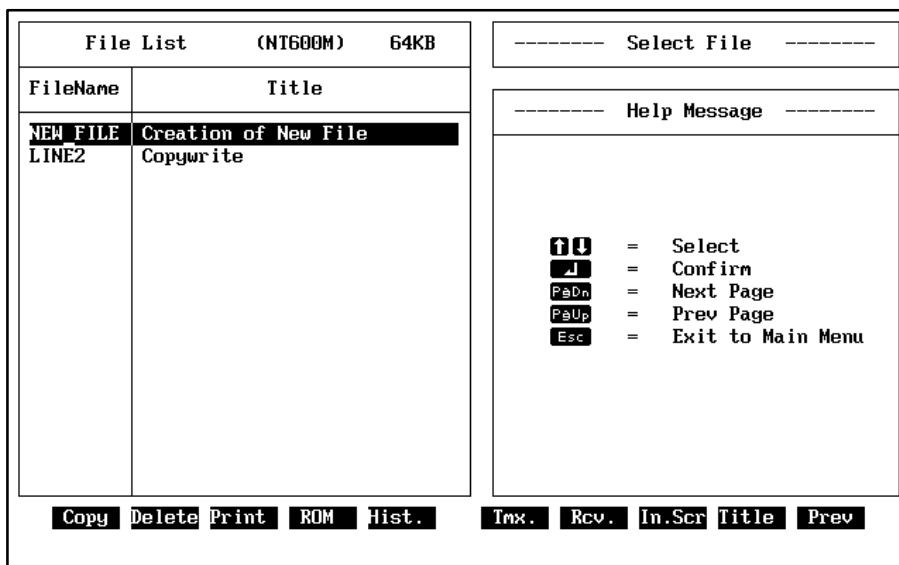 File List (NT600M) 64KB
FileName Title
NEW_FILE Creation of New File
LINE2 Copywrite
-------- Select File --------
-------- Help Message --------
↑ ↓ = Select
↵ = Confirm
PgDn = Next Page
PgUp = Prev Page
Esc = Exit to Main Menu
Copy Delete Print ROM Hist. Tmx. Rcv. In.Scr Title Prev